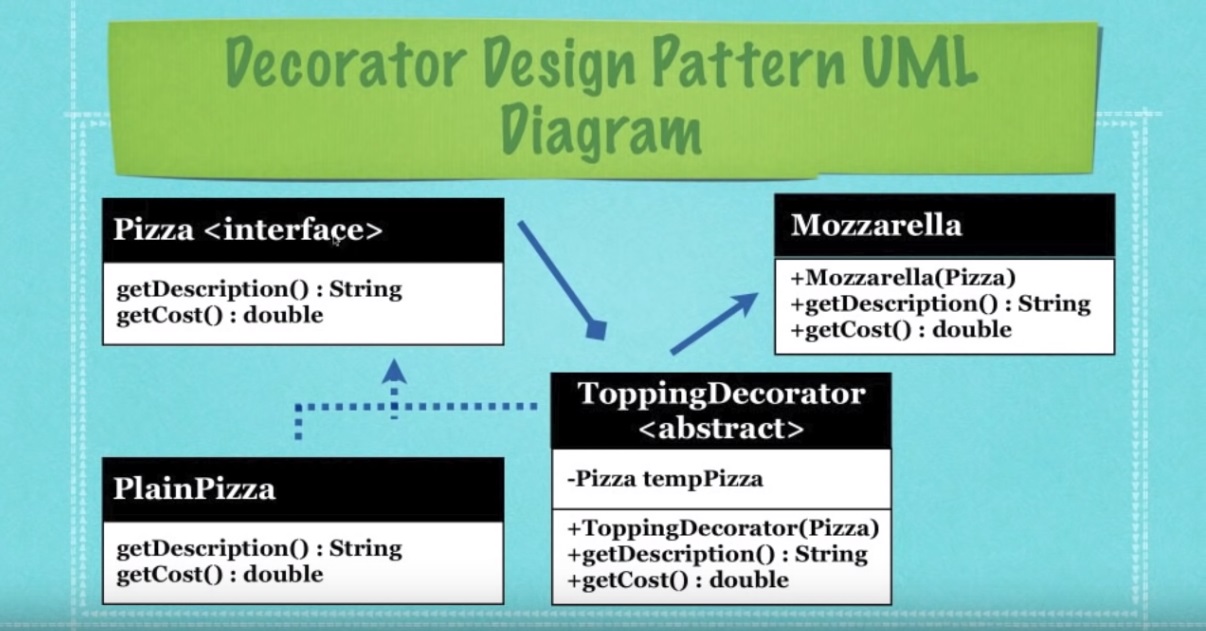 Decorator Design Pattern UML
Diagram
Pizza <interface>
getDescription() : String
getCost() : double
Mozzarella
+Mozzarella(Pizza)
+getDescription() : String
+getCost() : double
PlainPizza
getDescription() : String
getCost() : double
ToppingDecorator
<abstract>
-Pizza tempPizza
+ToppingDecorator(Pizza)
+getDescription() : String
+getCost() : double